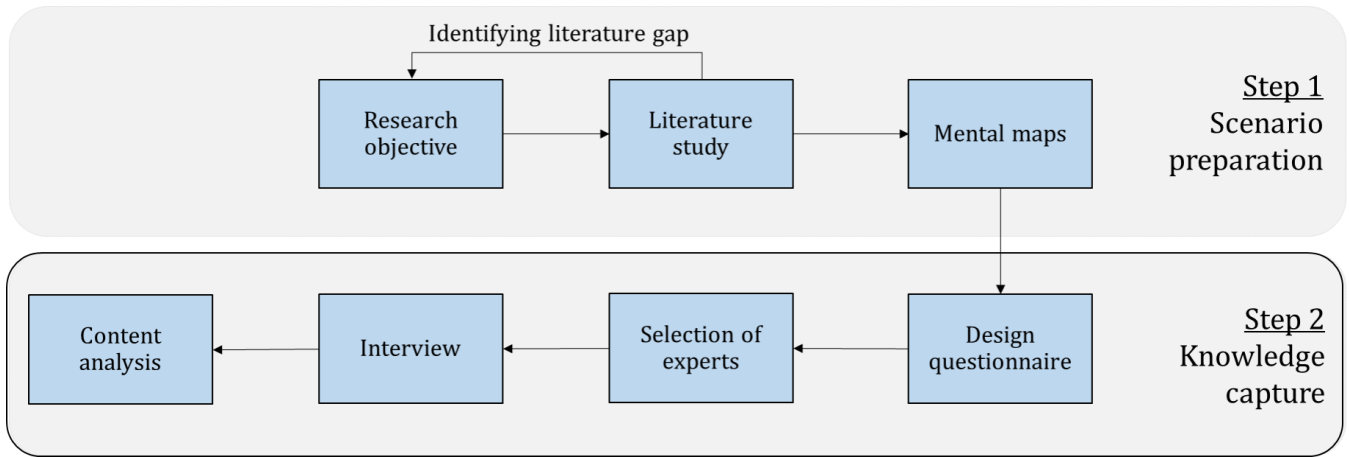 Identifying literature gap
Research
objective
Literature
study
Mental maps
Step 1
Scenario
preparation
Content
analysis
Interview
Selection of
experts
Design
questionnaire
Step 2
Knowledge
capture